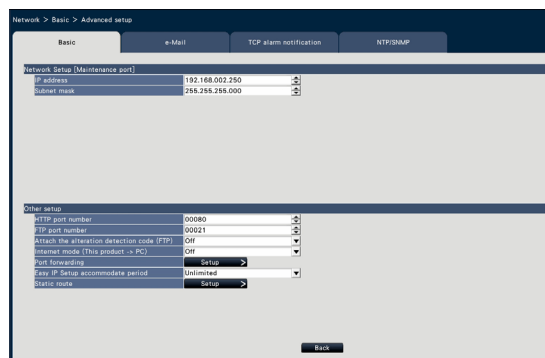 Network > Basic > Advanced setup
Basic e-Mail TCP alarm notification NTP/SNMP
Network Setup [Maintenance port]
IP address 192.168.002.250
Subnet mask 255.255.255.000
Other setup
HTTP port number 00080
FTP port number 00021
Attach the alteration detection code (FTP) Off
Internet mode (This product -> PC) Off
Port forwarding Setup >
Easy IP Setup accommodate period Unlimited
Static route Setup >
Back